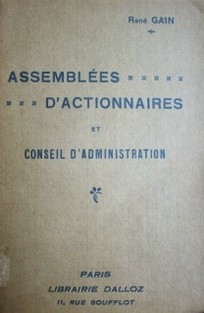 René GAIN
ASSEMBLÉES
D'ACTIONNAIRES
ET
CONSEIL D'ADMINISTRATION
PARIS
LIBRAIRIE DALLOZ
11, RUE SOUFFLOT